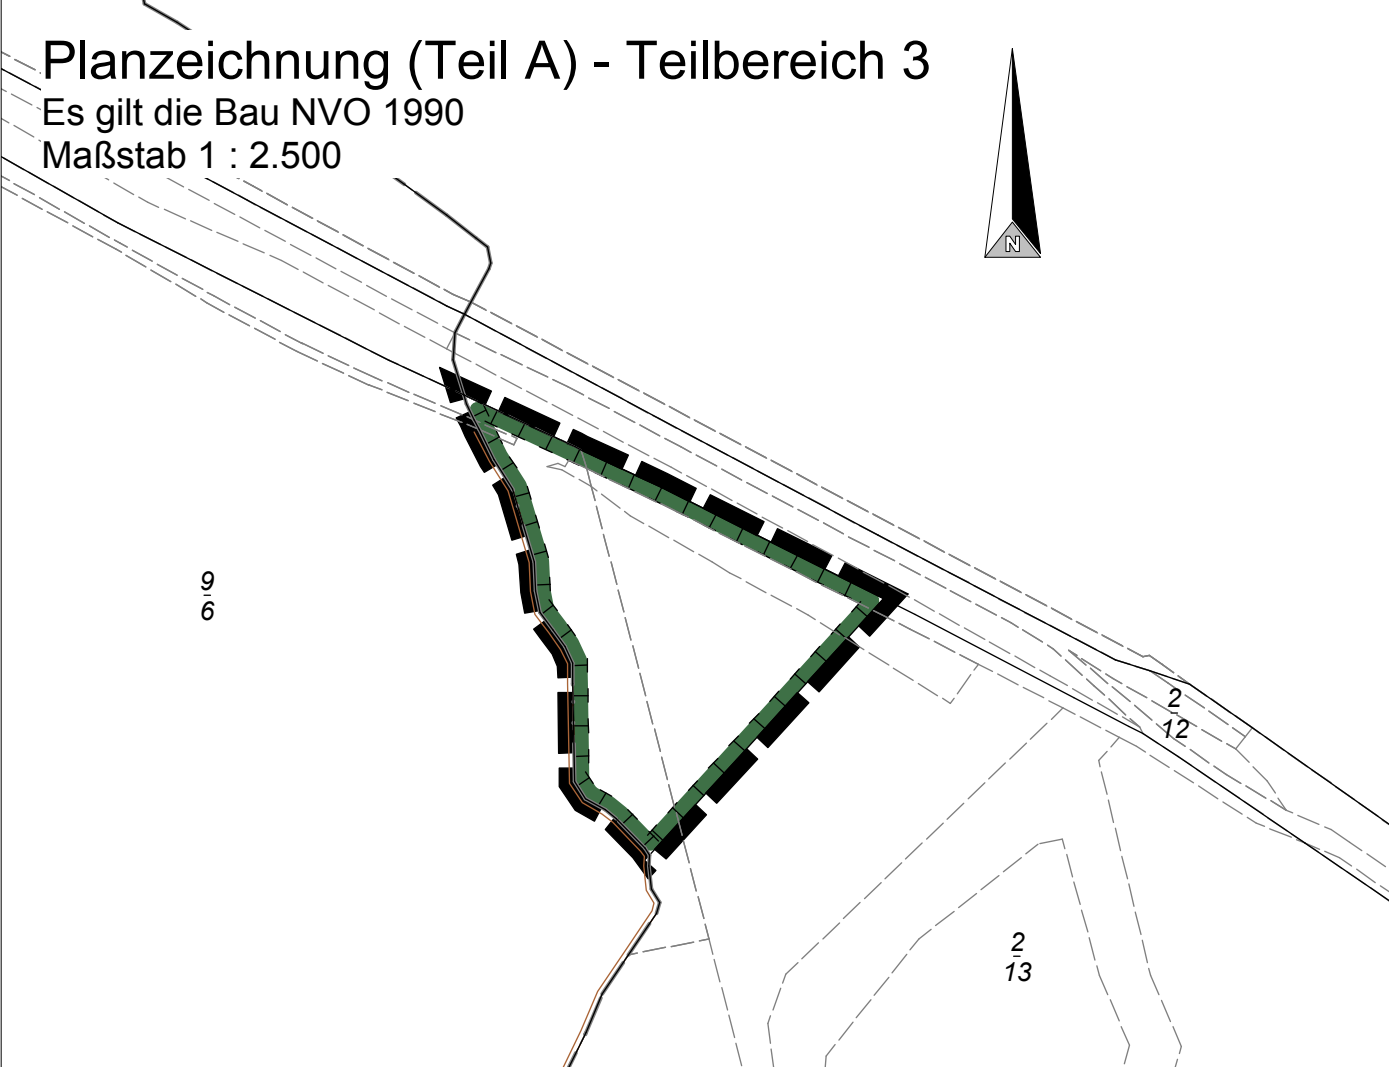 Planzeichnung (Teil A) - Teilbereich 3
Es gilt die Bau NVO 1990
Maßstab 1 : 2.500
N
9
6
2
12
2
13